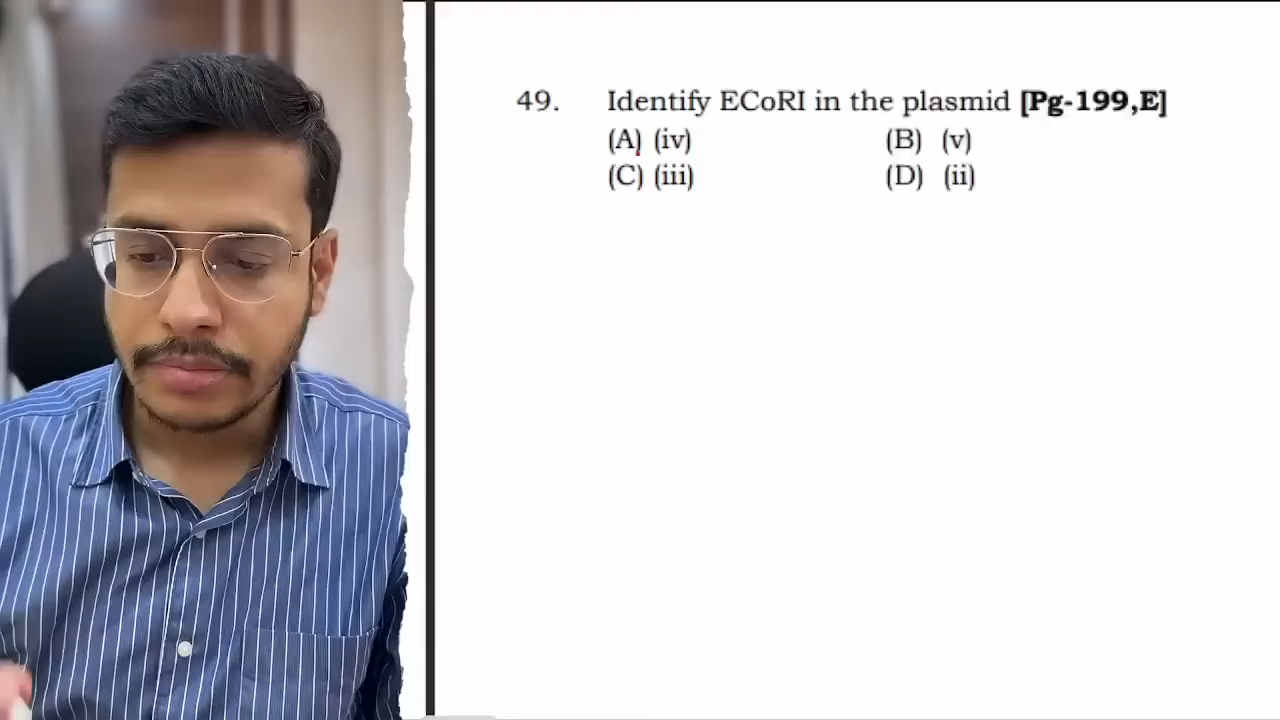 49. Identify ECoRI in the plasmid [Pg-199,E]
(A) (iv) (B) (v)
(C) (iii) (D) (ii)